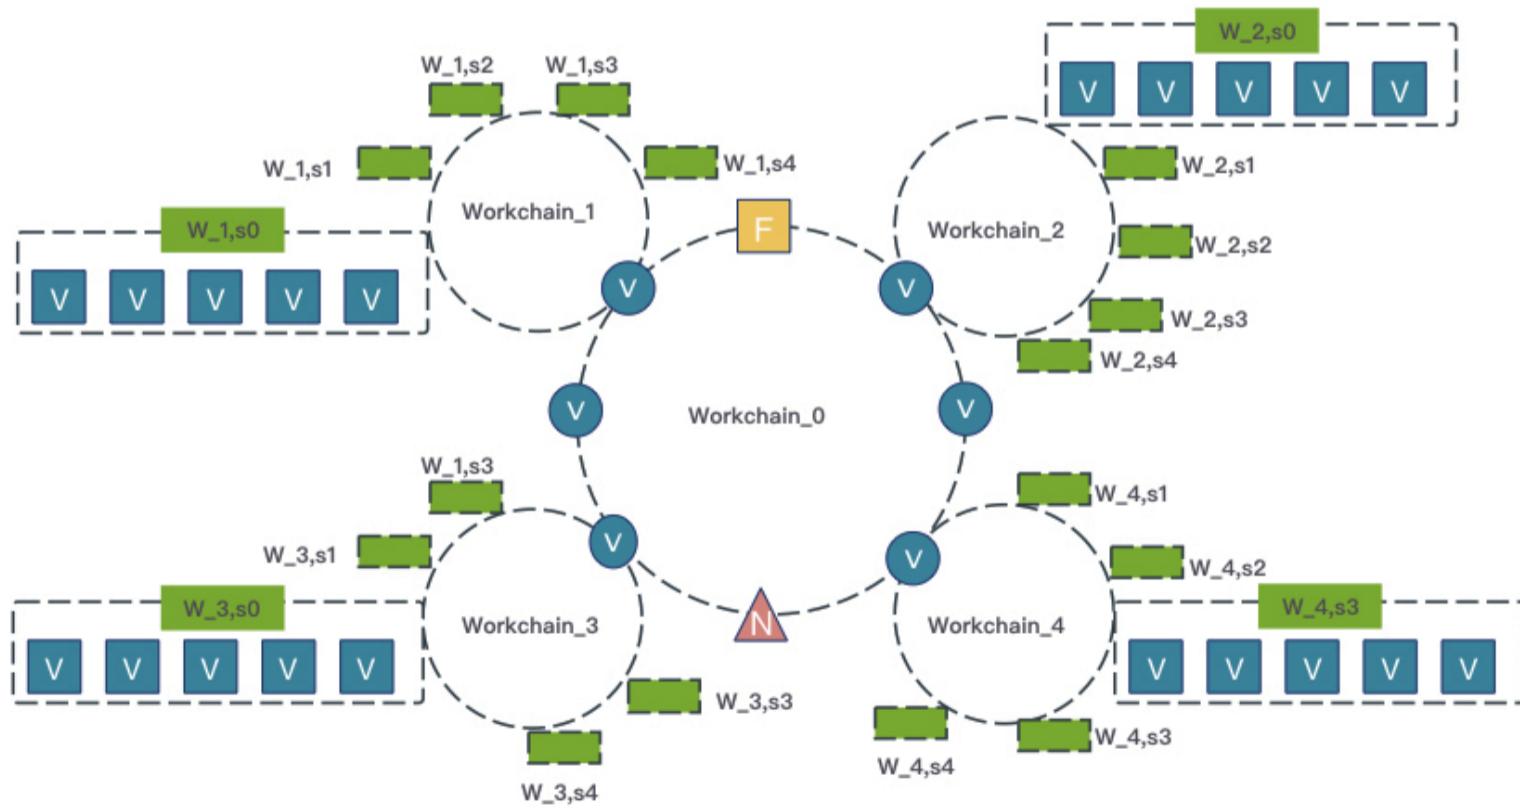 W_1,s2
W_1,s3
W_1,s1
W_1,s4
W_1,s0
V V V V V
Workchain_1
V
F
W_2,s0
V V V V V
W_2,s1
Workchain_2
W_2,s2
V
W_2,s3
W_2,s4
V
Workchain_0
V
W_1,s3
W_3,s1
W_3,s0
V V V V V
V
Workchain_3
W_3,s3
W_3,s4
N
V
W_4,s1
W_4,s2
Workchain_4
W_4,s3
V V V V V
W_4,s3
W_4,s4